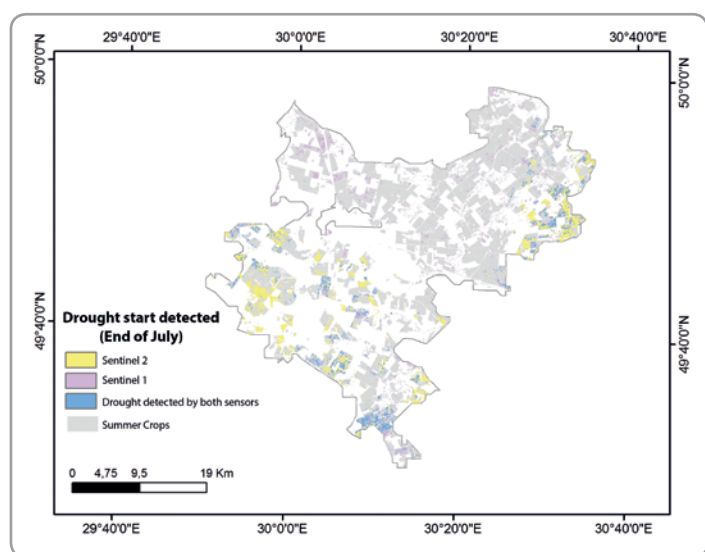 29°40'0"E 30°0'0"E 30°20'0"E 30°40'0"E
50°0'0"N
50°0'0"N
49°40'0"N
49°40'0"N
Drought start detected
(End of July)
Sentinel 2
Sentinel 1
Drought detected by both sensors
Summer Crops
0 4,75 9,5 19 Km
29°40'0"E 30°0'0"E 30°20'0"E 30°40'0"E